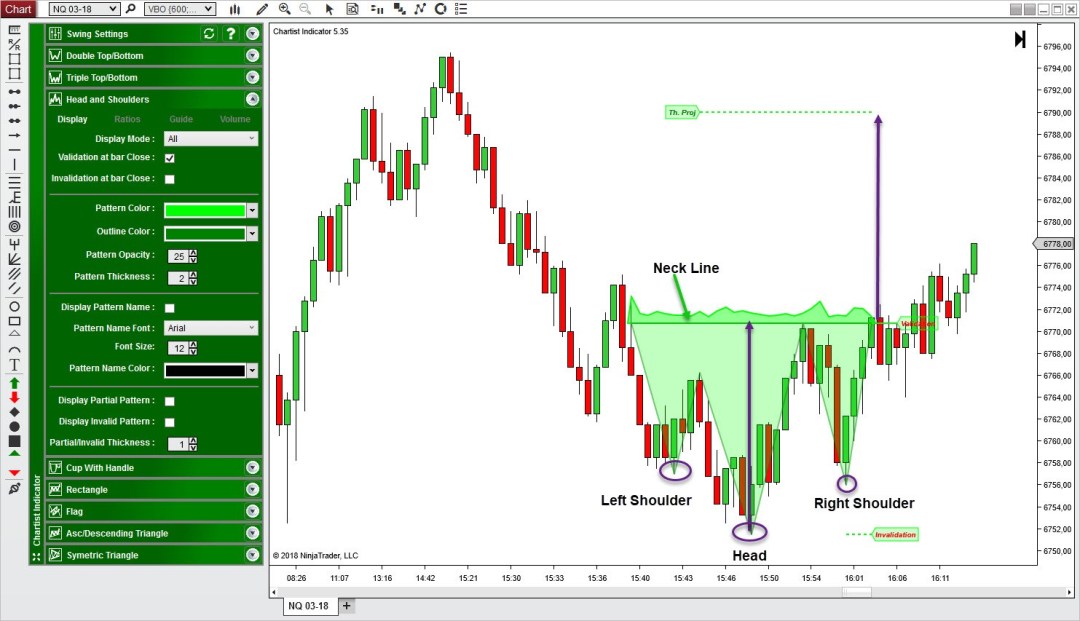 Chart
NQ 03-18
VBO {600;...
Chartist Indicator 5.35
R/R
Swing Settings
?
Double Top/Bottom
Triple Top/Bottom
Head and Shoulders
Display Ratios Guide Volume
Display Mode : All
Validation at bar Close :
Invalidation at bar Close :
Pattern Color :
Outline Color :
Pattern Opacity : 25
Pattern Thickness : 2
Display Pattern Name :
Pattern Name Font : Arial
Font Size: 12
Pattern Name Color :
Display Partial Pattern :
Display Invalid Pattern :
Partial/Invalid Thickness : 1
Cup With Handle
Rectangle
Flag
Asc/Descending Triangle
Symetric Triangle
Chartist Indicator
T
Th. Proj
Neck Line
Validation
Left Shoulder
Right Shoulder
Invalidation
Head
6796,00
6794,00
6792,00
6790,00
6788,00
6786,00
6784,00
6782,00
6780,00
6778,00
6776,00
6774,00
6772,00
6770,00
6768,00
6766,00
6764,00
6762,00
6760,00
6758,00
6756,00
6754,00
6752,00
6750,00
© 2018 NinjaTrader, LLC
08:26 11:07 13:16 14:42 15:21 15:30 15:33 15:36 15:40 15:43 15:46 15:50 15:54 16:01 16:06 16:11
NQ 03-18 +